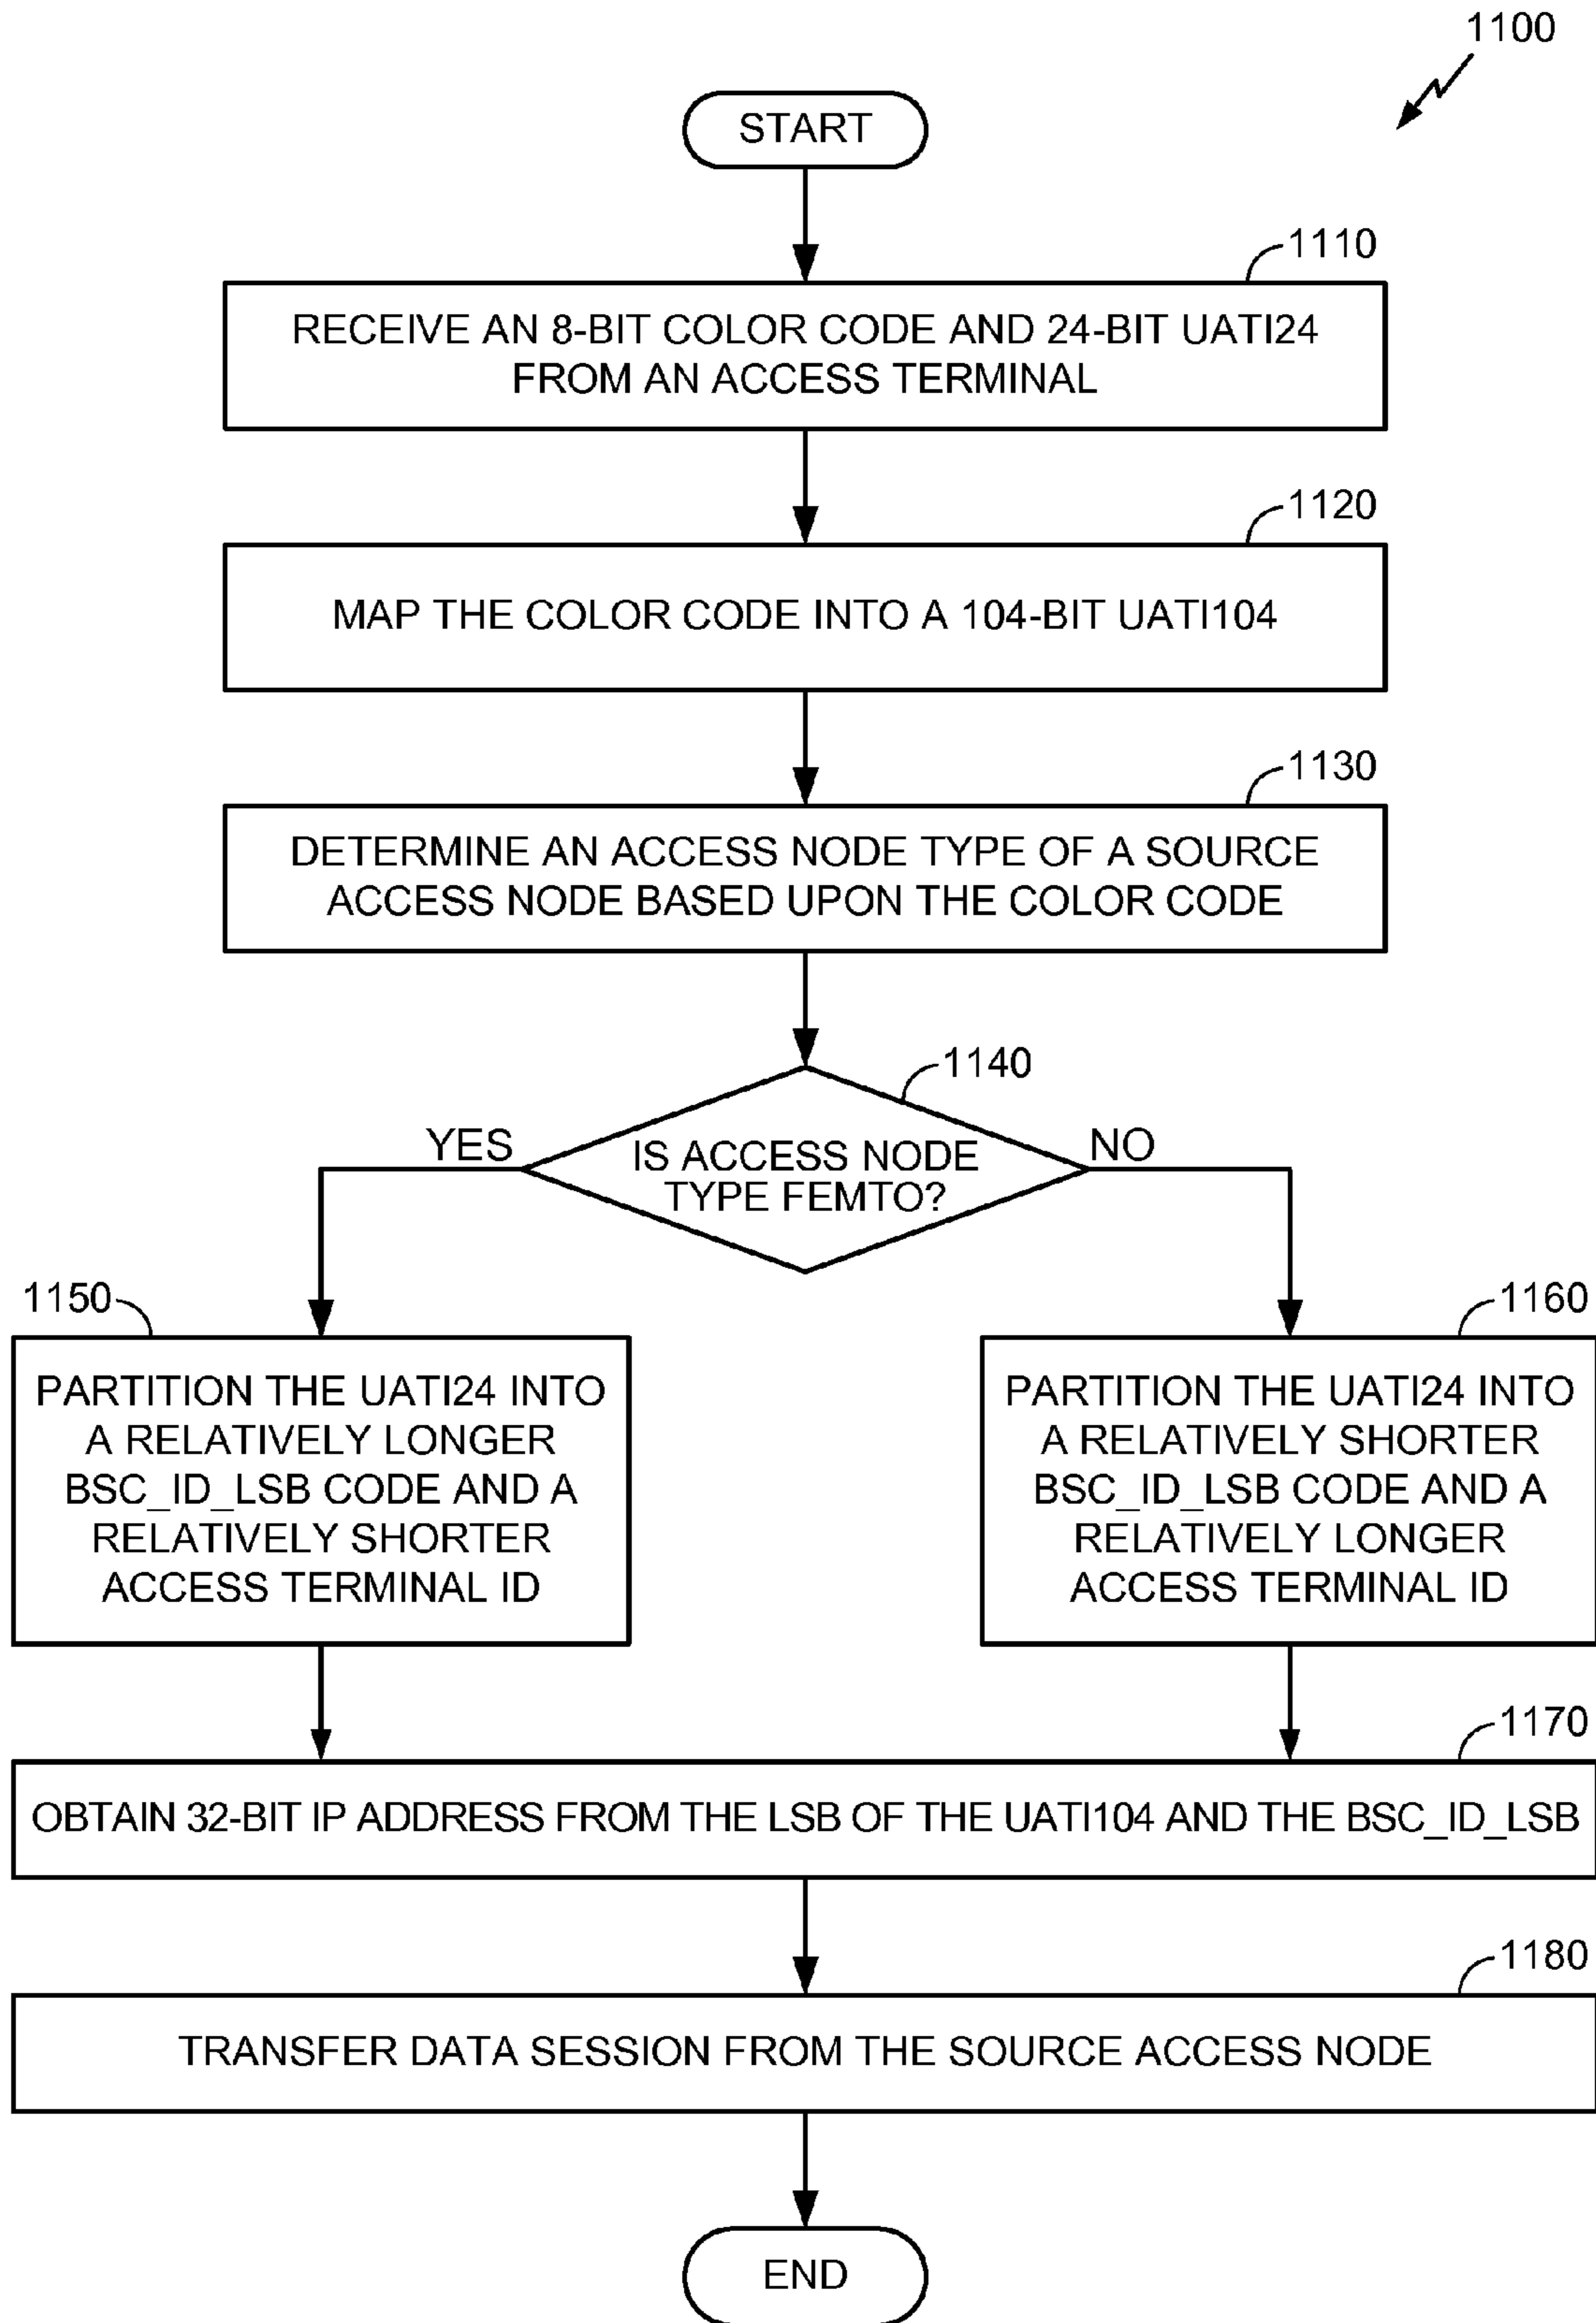 1100
START
1110
RECEIVE AN 8-BIT COLOR CODE AND 24-BIT UATI24
FROM AN ACCESS TERMINAL
1120
MAP THE COLOR CODE INTO A 104-BIT UATI104
1130
DETERMINE AN ACCESS NODE TYPE OF A SOURCE
ACCESS NODE BASED UPON THE COLOR CODE
1140
IS ACCESS NODE
TYPE FEMTO?
YES
NO
1150
PARTITION THE UATI24 INTO
A RELATIVELY LONGER
BSC_ID_LSB CODE AND A
RELATIVELY SHORTER
ACCESS TERMINAL ID
1160
PARTITION THE UATI24 INTO
A RELATIVELY SHORTER
BSC_ID_LSB CODE AND A
RELATIVELY LONGER
ACCESS TERMINAL ID
1170
OBTAIN 32-BIT IP ADDRESS FROM THE LSB OF THE UATI104 AND THE BSC_ID_LSB
1180
TRANSFER DATA SESSION FROM THE SOURCE ACCESS NODE
END